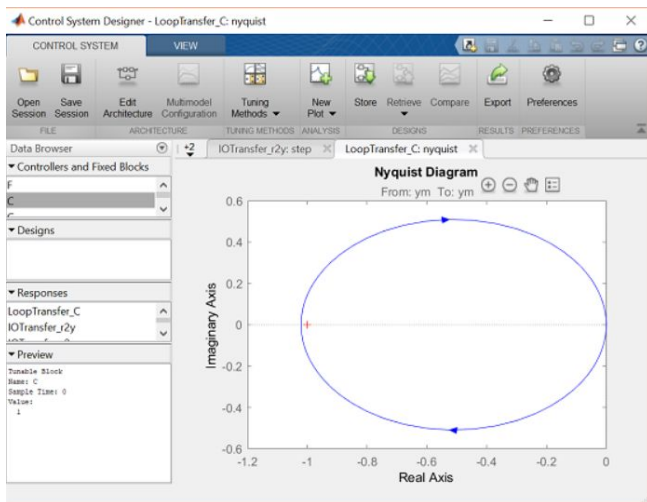 Control System Designer - LoopTransfer_C: nyquist
CONTROL SYSTEM VIEW
Open Session
Save Session
Edit Architecture
Multimodel Configuration
Tuning Methods
New Plot
Store
Retrieve
Compare
Export
Preferences
FILE ARCHITECTURE TUNING METHODS ANALYSIS DESIGNS RESULTS PREFERENCES
Data Browser
+2 IOTransfer_r2y: step LoopTransfer_C: nyquist
Controllers and Fixed Blocks
F
C
Designs
Responses
LoopTransfer_C
IOTransfer_r2y
Preview
Tunable Block
Name: C
Sample Time: 0
Value:
1
Nyquist Diagram
From: ym To: ym
Imaginary Axis
0.6
0.4
0.2
0
-0.2
-0.4
-0.6
-1.2 -1 -0.8 -0.6 -0.4 -0.2 0
Real Axis